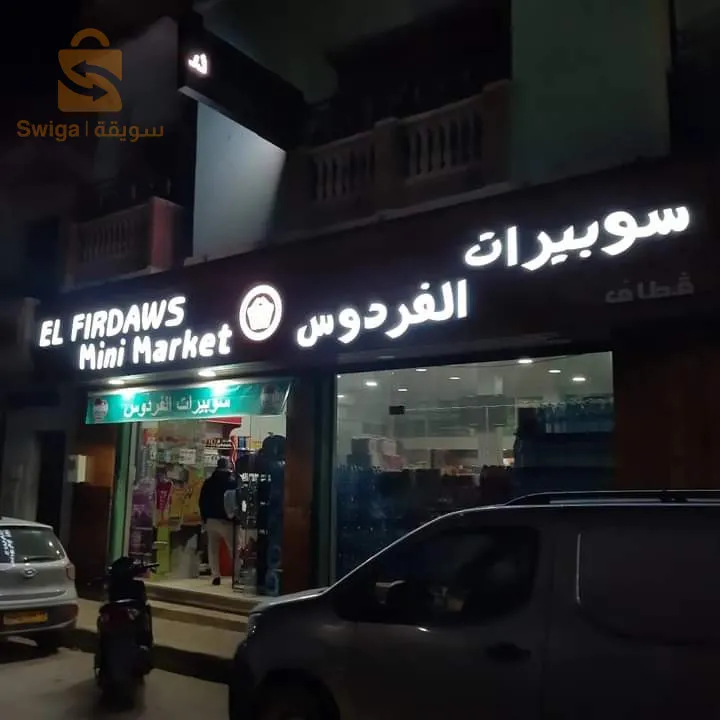 Swiga | سويقة
EL FIRDAWS
Mini Market
سوبيرات
الفردوس
سوبيرات الفردوس